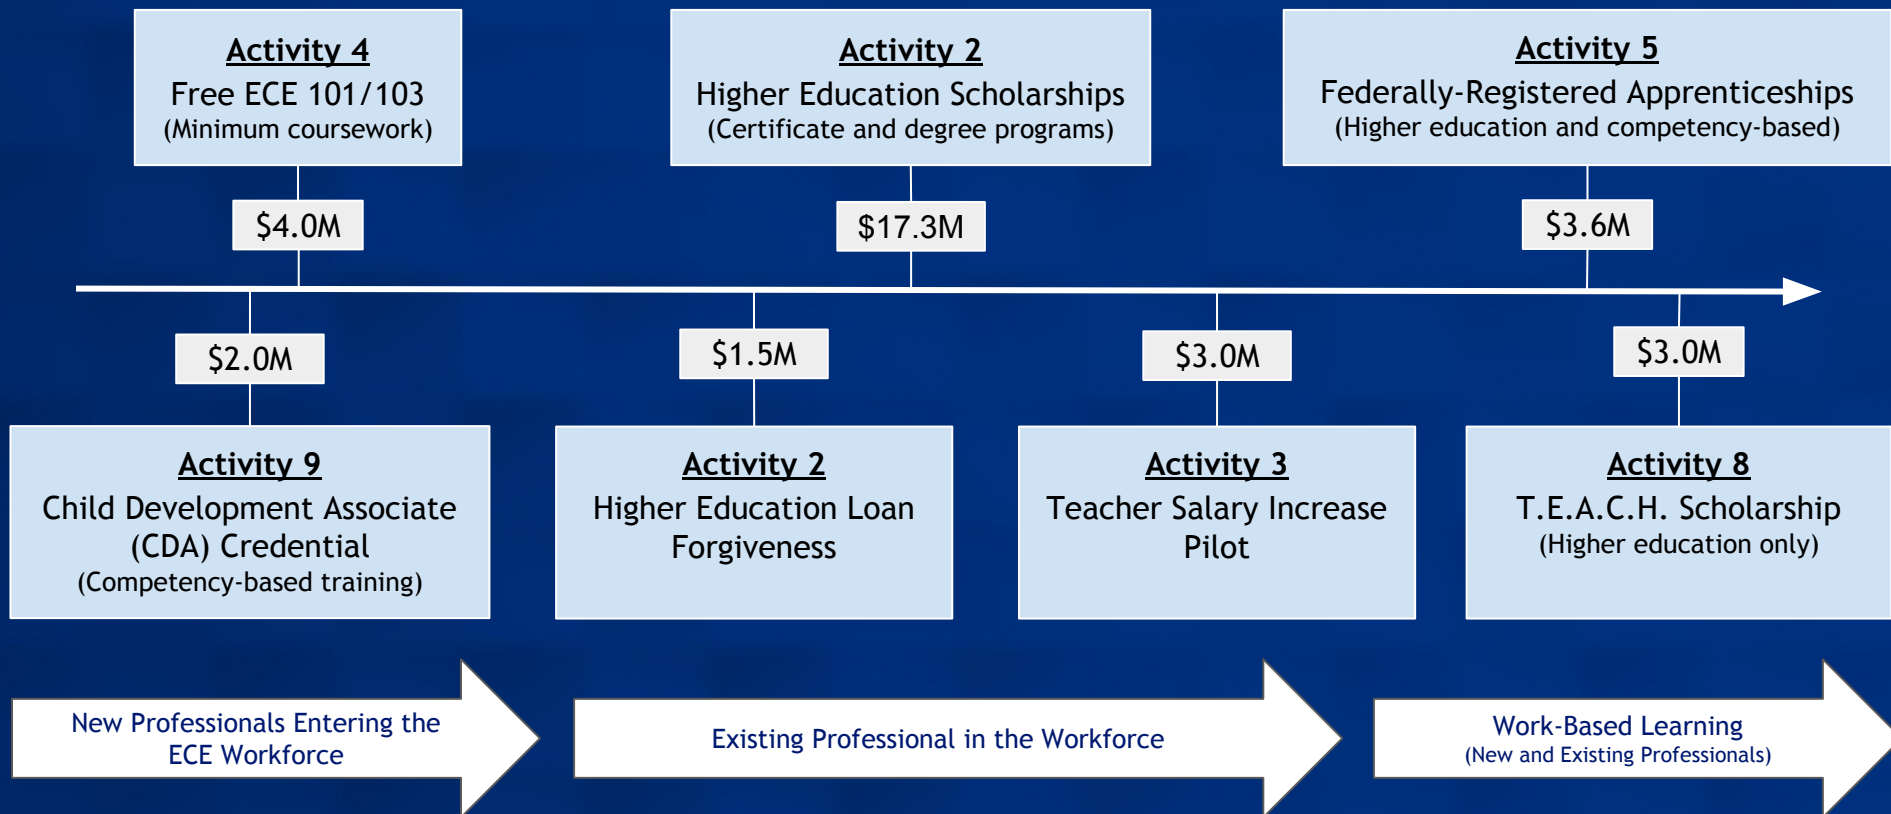 Activity 4
Free ECE 101/103
(Minimum coursework)
$4.0M
Activity 2
Higher Education Scholarships
(Certificate and degree programs)
$17.3M
Activity 5
Federally-Registered Apprenticeships
(Higher education and competency-based)
$3.6M
$2.0M
Activity 9
Child Development Associate
(CDA) Credential
(Competency-based training)
$1.5M
Activity 2
Higher Education Loan
Forgiveness
$3.0M
Activity 3
Teacher Salary Increase
Pilot
$3.0M
Activity 8
T.E.A.C.H. Scholarship
(Higher education only)
New Professionals Entering the
ECE Workforce
Existing Professional in the Workforce
Work-Based Learning
(New and Existing Professionals)